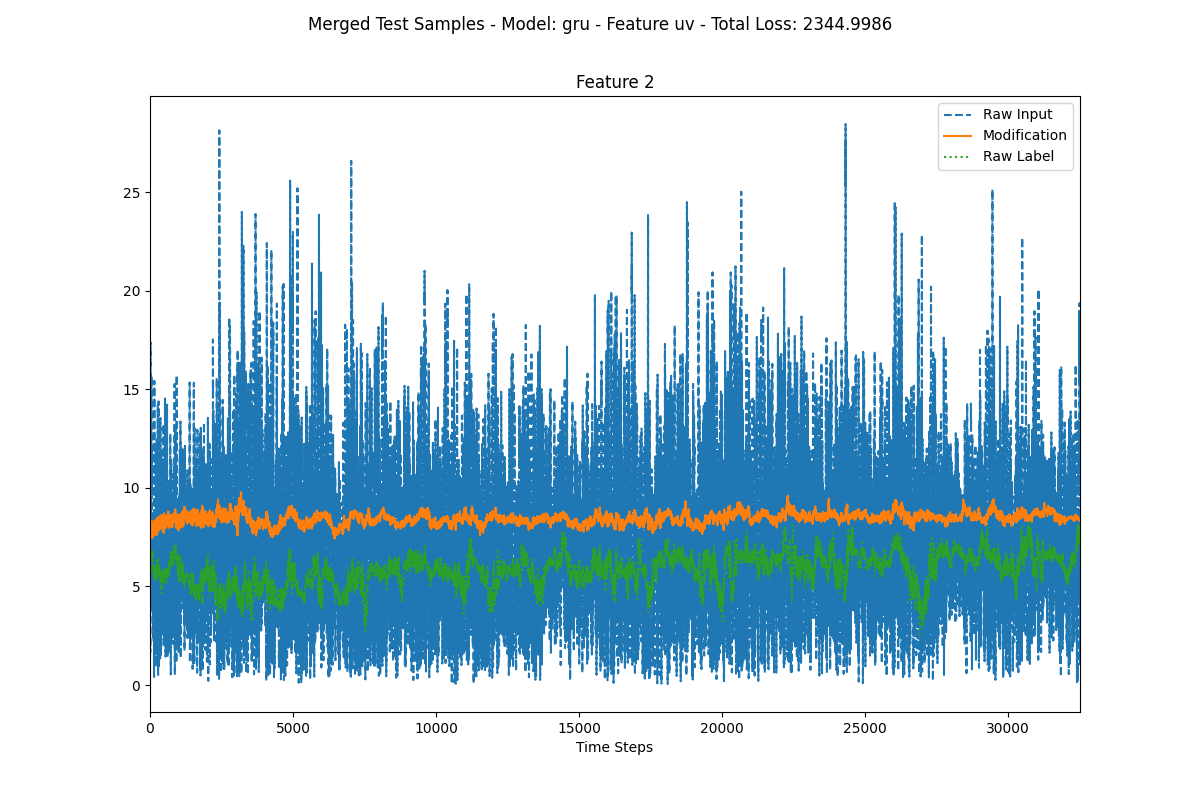 Merged Test Samples - Model: gru - Feature uv - Total Loss: 2344.9986
Feature 2
Raw Input
Modification
Raw Label
25
20
15
10
5
0
0 5000 10000 15000 20000 25000 30000
Time Steps